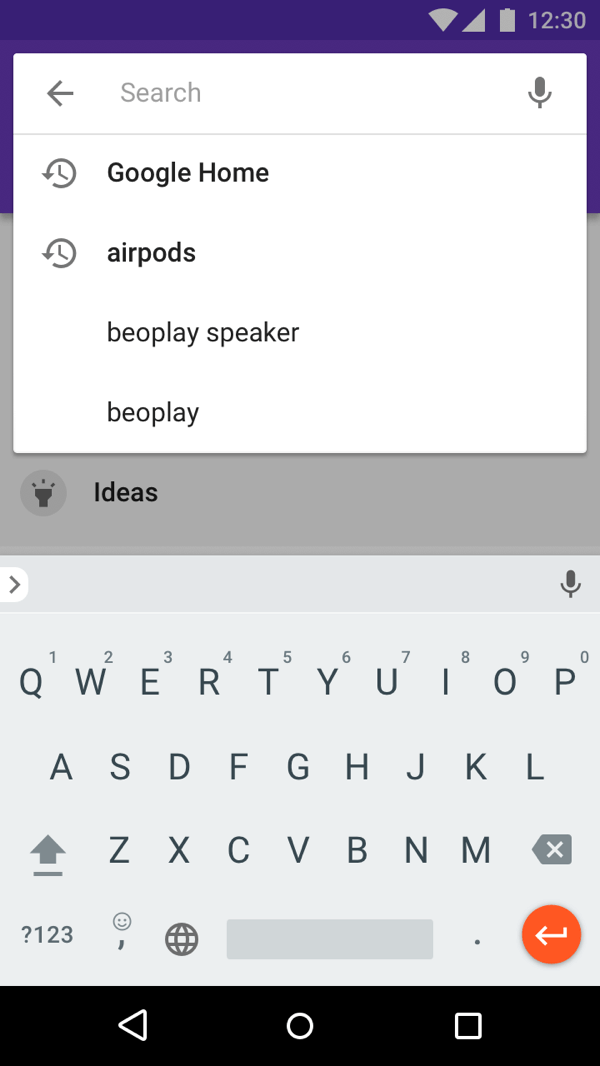 12:30
Search
Google Home
airpods
beoplay speaker
beoplay
Ideas
1 2 3 4 5 6 7 8 9 0
Q W E R T Y U I O P
A S D F G H J K L
Z X C V B N M
?123 , .